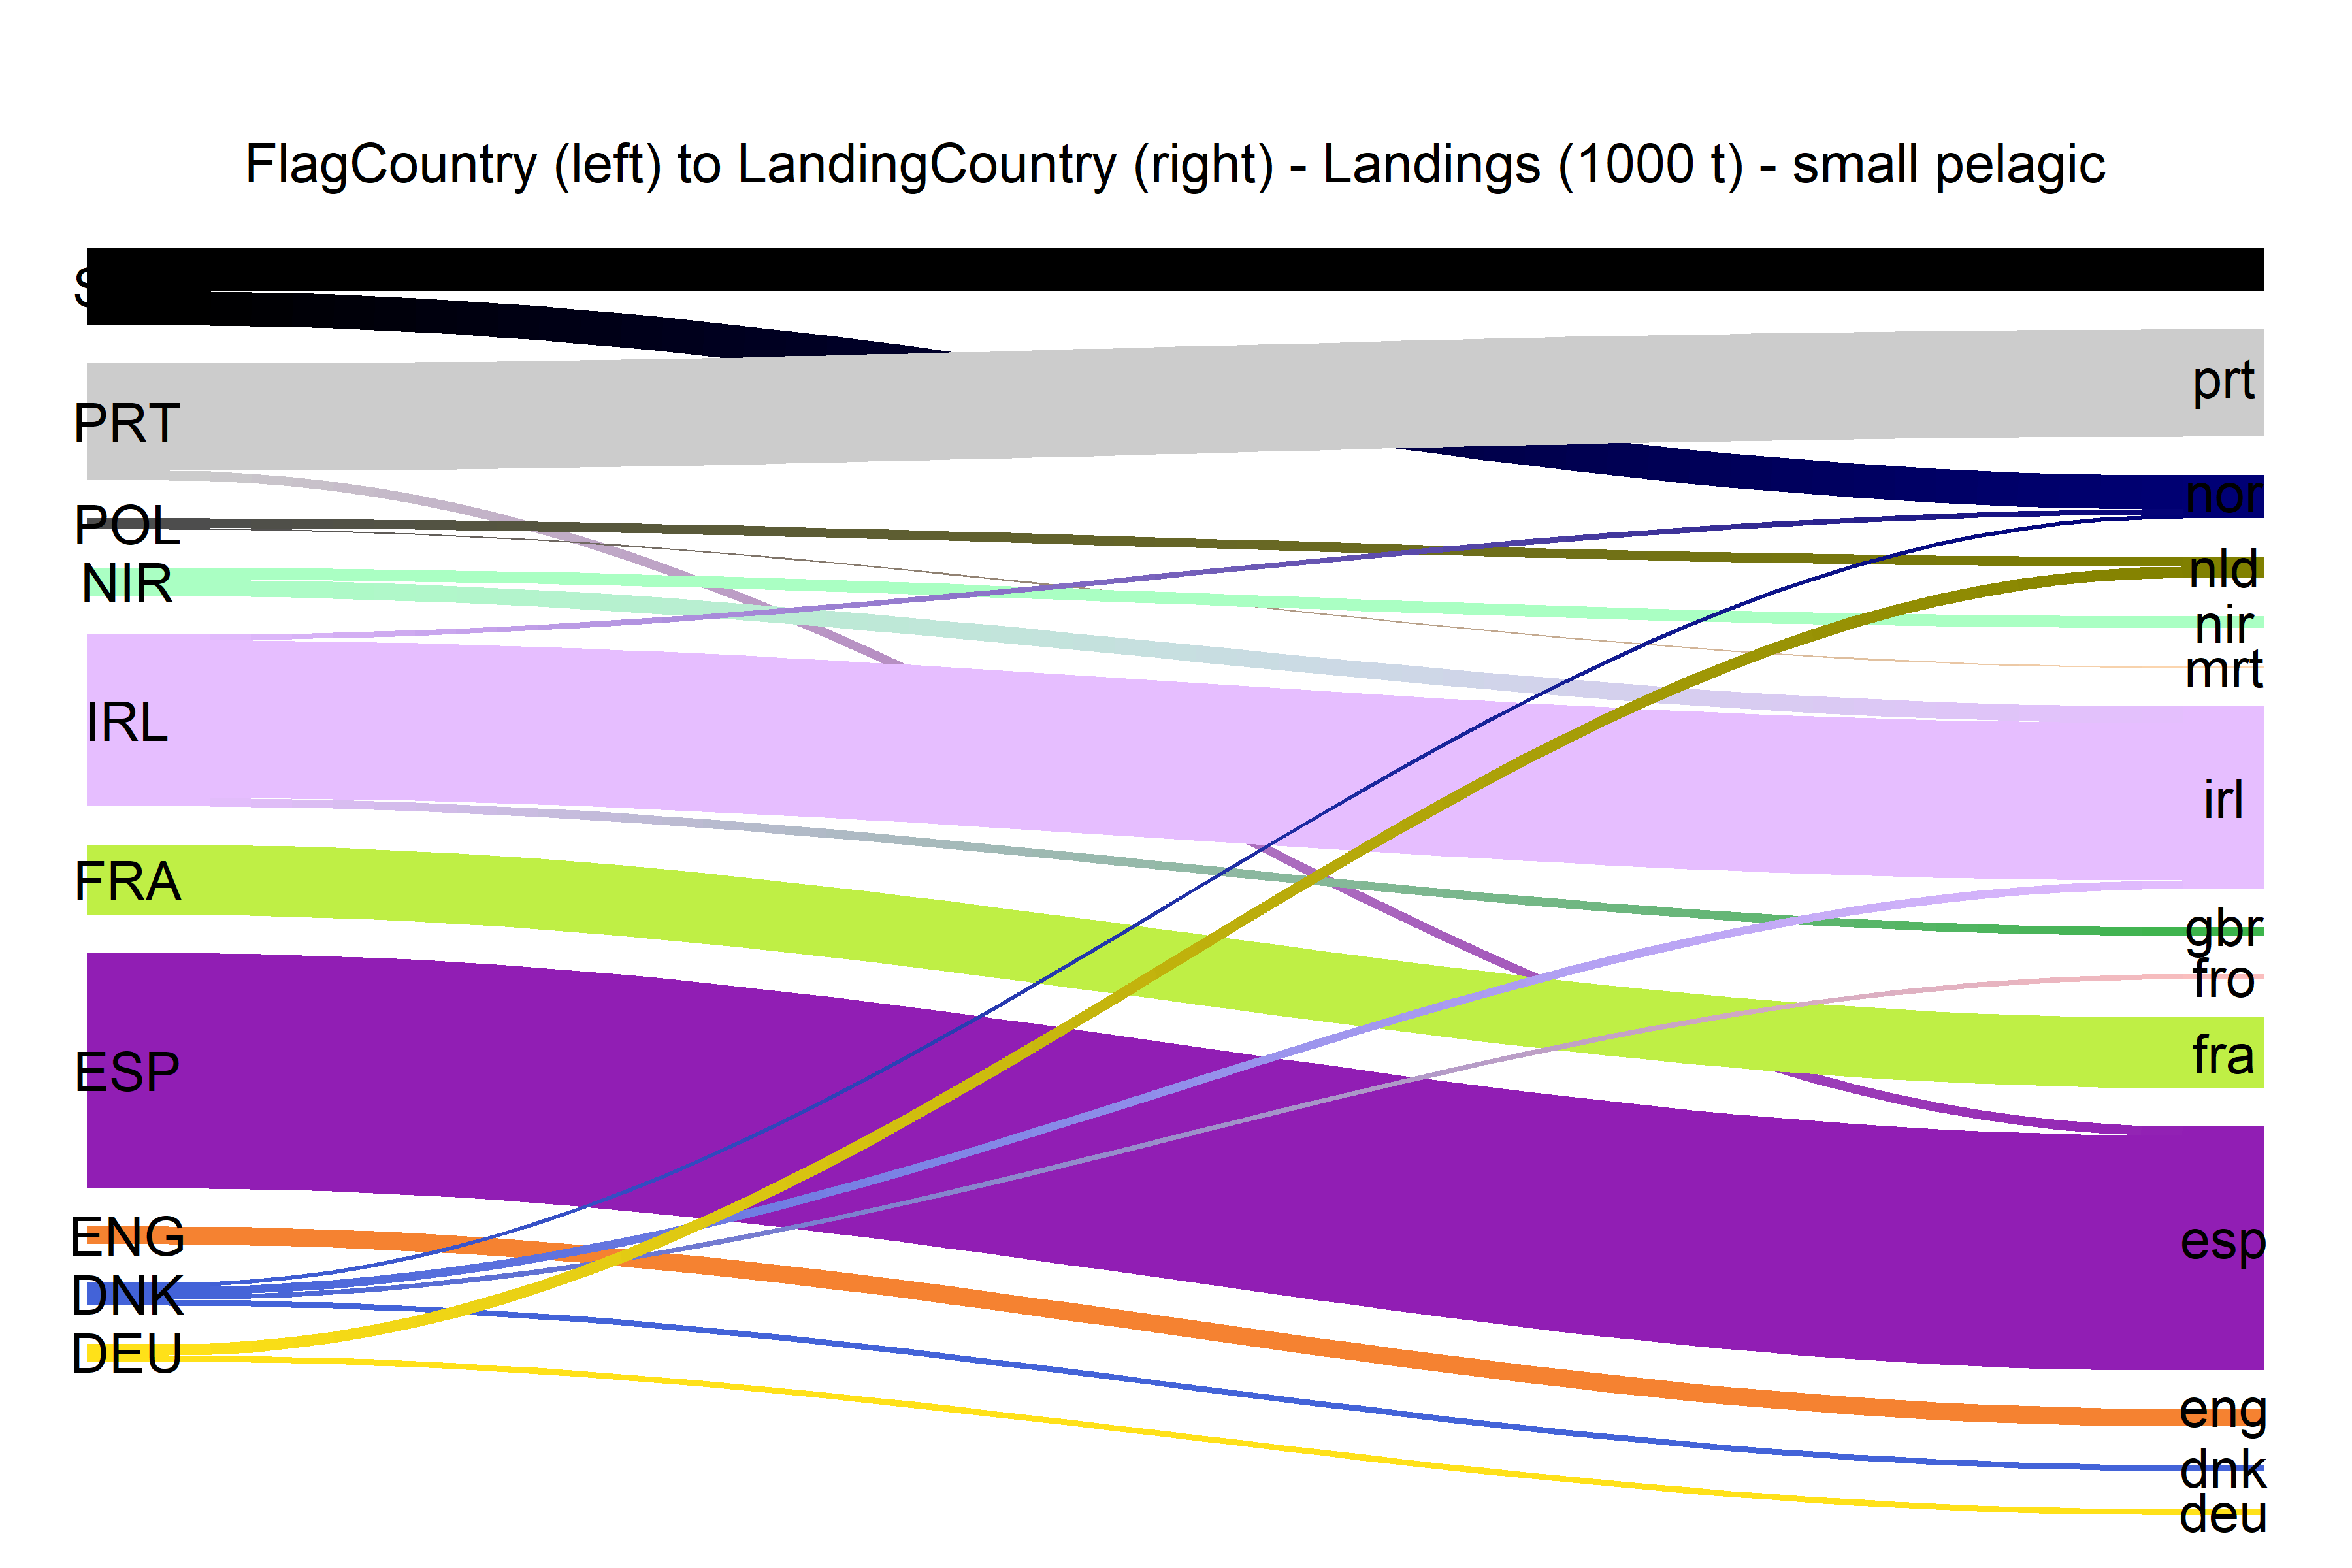 FlagCountry (left) to LandingCountry (right) - Landings (1000 t) - small pelagic
PRT
POL
NIR
IRL
FRA
ESP
ENG
DNK
DEU
prt
nor
nld
nir
mrt
irl
gbr
fro
fra
esp
eng
dnk
deu